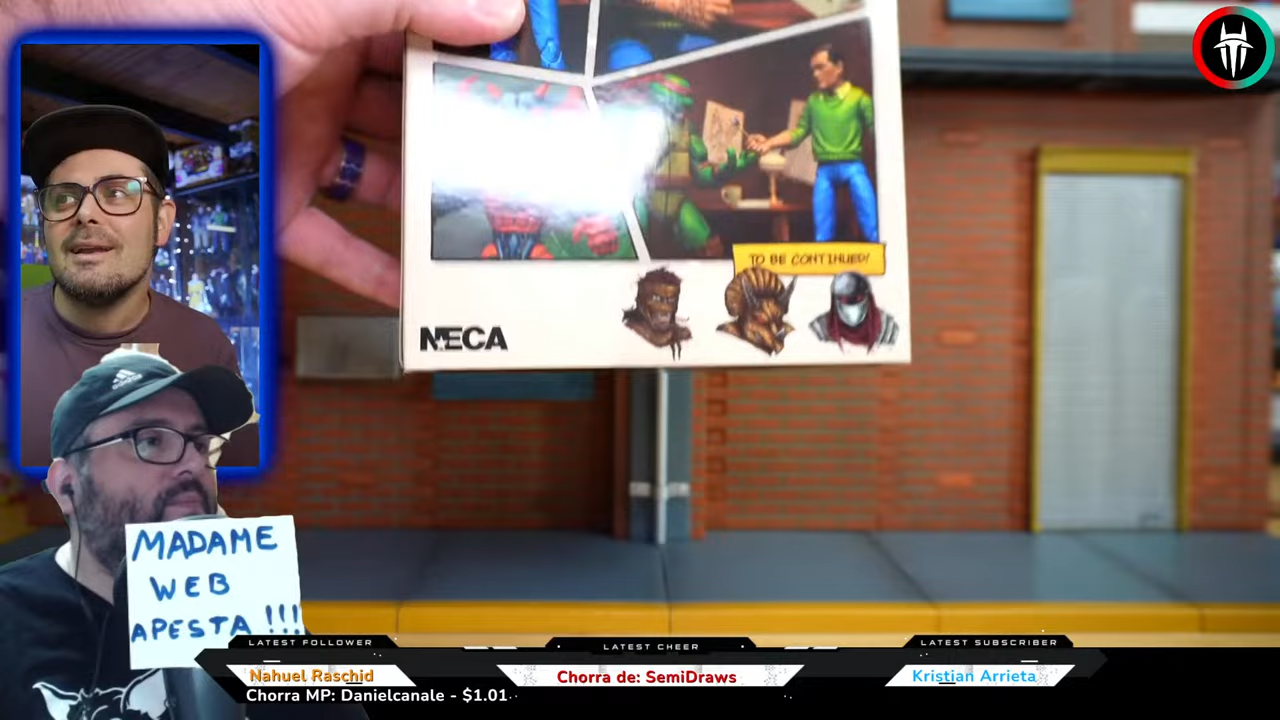 TO BE CONTINUED!
NECA
MADAME
WEB
APESTA !!!
LATEST FOLLOWER
Nahuel Raschid
LATEST CHEER
Chorra de: SemiDraws
LATEST SUBSCRIBER
Kristian Arrieta
Chorra MP: Danielcanale - $1.01